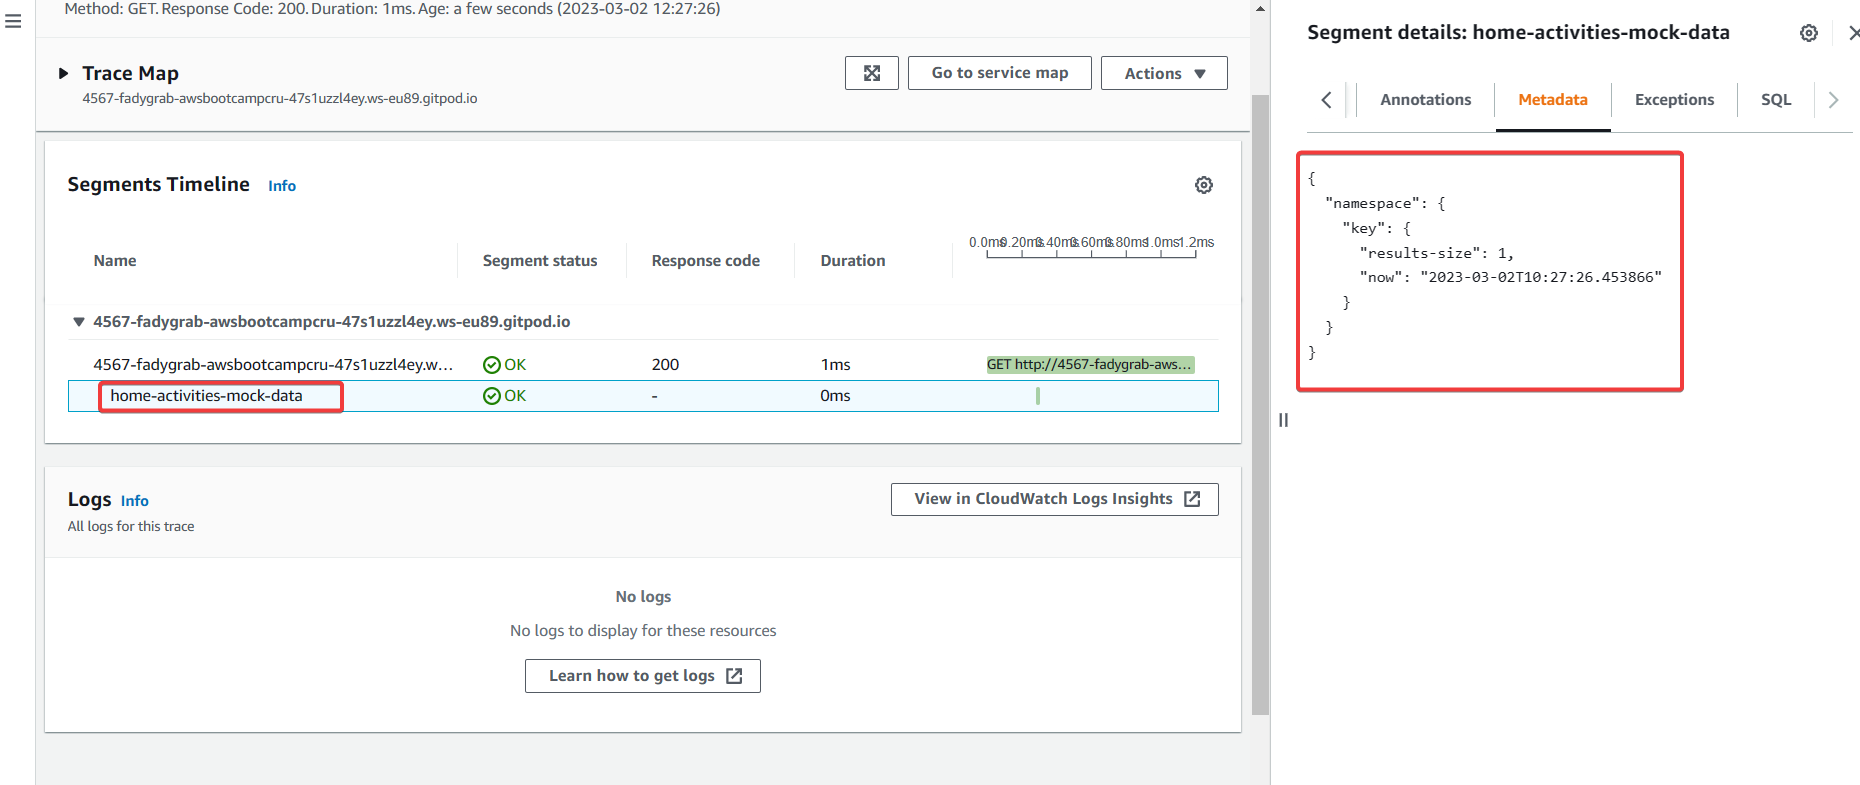 Method: GET. Response Code: 200. Duration: 1ms. Age: a few seconds (2023-03-02 12:27:26)
Trace Map
4567-fadygrab-awsbootcampcru-47s1uzzl4ey.ws-eu89.gitpod.io
Go to service map
Actions
Segments Timeline Info
Name Segment status Response code Duration
0.0ms 0.20ms 0.40ms 0.60ms 0.80ms 1.0ms 1.2ms
4567-fadygrab-awsbootcampcru-47s1uzzl4ey.ws-eu89.gitpod.io
4567-fadygrab-awsbootcampcru-47s1uzzl4ey.w... OK 200 1ms GET http://4567-fadygrab-aws...
home-activities-mock-data OK - 0ms
Logs Info
All logs for this trace
View in CloudWatch Logs Insights
No logs
No logs to display for these resources
Learn how to get logs
Segment details: home-activities-mock-data
Annotations Metadata Exceptions SQL
{
"namespace": {
"key": {
"results-size": 1,
"now": "2023-03-02T10:27:26.453866"
}
}
}